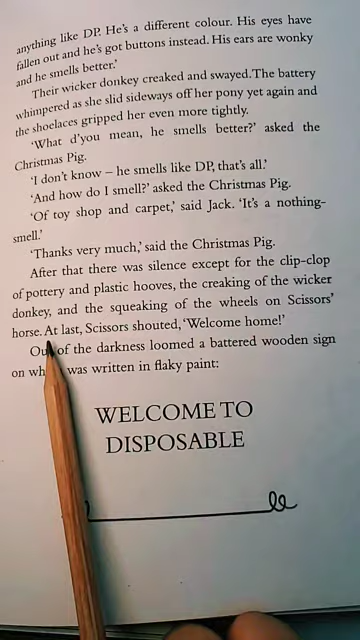 anything like DP. He's a different colour. His eyes have
fallen out and he's got buttons instead. His ears are wonky
and he smells better.'
Their wicker donkey creaked and swayed. The battery
whimpered as she slid sideways off her pony yet again and
the shoelaces gripped her even more tightly.
'What d'you mean, he smells better?' asked the
Christmas Pig.
'I don't know – he smells like DP, that's all.'
'And how do I smell?' asked the Christmas Pig.
'Of toy shop and carpet,' said Jack. 'It's a nothing-
smell.'
'Thanks very much,' said the Christmas Pig.
After that there was silence except for the clip-clop
of pottery and plastic hooves, the creaking of the wicker
donkey, and the squeaking of the wheels on Scissors'
horse. At last, Scissors shouted, 'Welcome home!'
of the darkness loomed a battered wooden sign
on was written in flaky paint:
WELCOME TO
DISPOSABLE